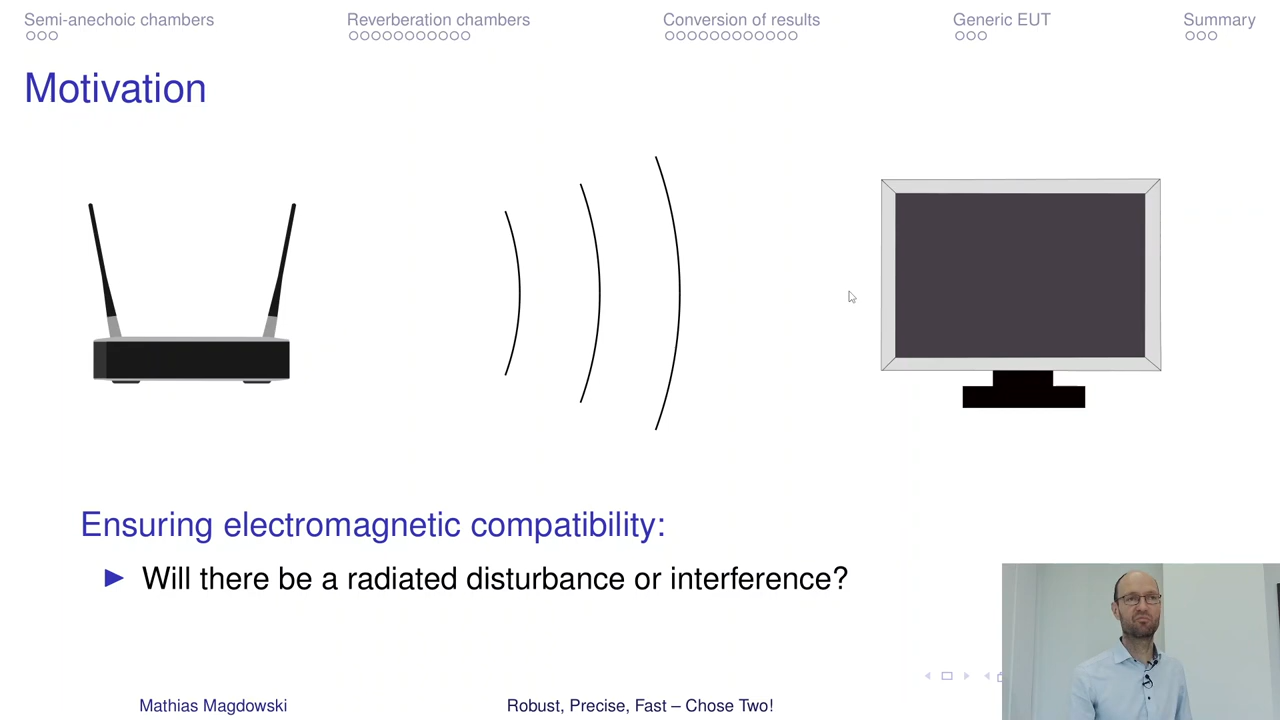 Semi-anechoic chambers
Reverberation chambers
Conversion of results
Generic EUT
Summary
Motivation
Ensuring electromagnetic compatibility:
Will there be a radiated disturbance or interference?
Mathias Magdowski
Robust, Precise, Fast – Chose Two!